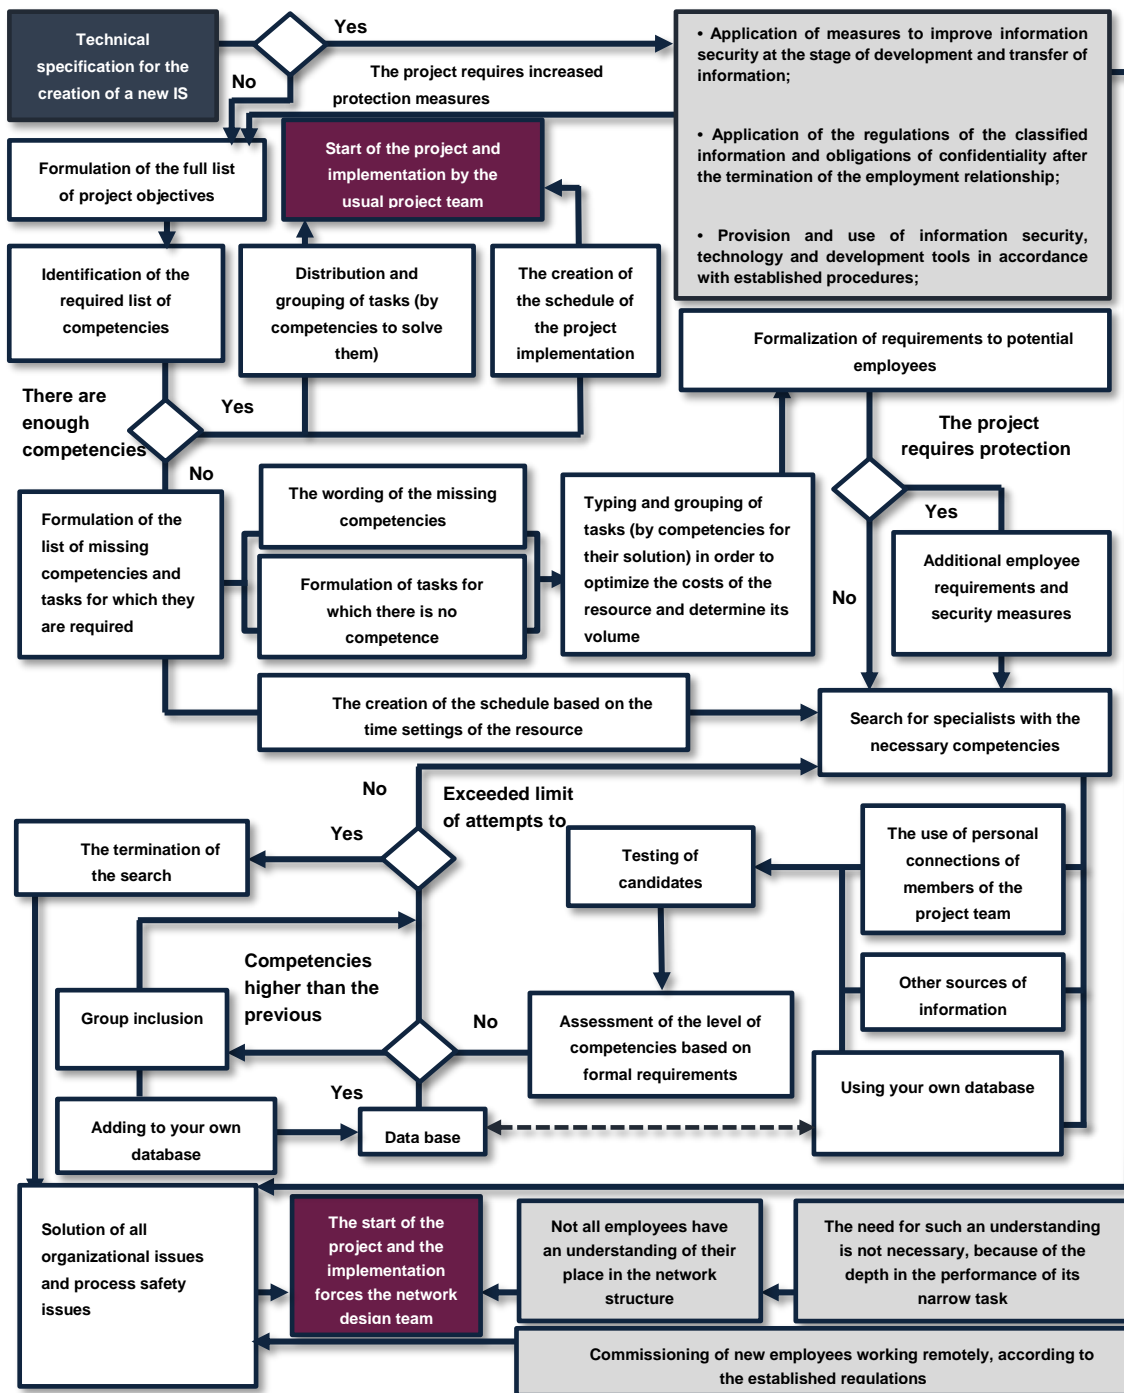 Technical
specification for the
creation of a new IS
Yes
No
The project requires increased
protection measures
• Application of measures to improve information
security at the stage of development and transfer of
information;
• Application of the regulations of the classified
information and obligations of confidentiality after
the termination of the employment relationship;
• Provision and use of information security,
technology and development tools in accordance
with established procedures;
Formulation of the full list
of project objectives
Start of the project and
implementation by the
usual project team
Identification of the
required list of
competencies
Distribution and
grouping of tasks (by
competencies to solve
them)
The creation of
the schedule of
the project
implementation
Formalization of requirements to potential
employees
There are
enough
competencies
Yes
No
The project
requires protection
Yes
No
Formulation of the
list of missing
competencies and
tasks for which they
are required
The wording of the missing
competencies
Formulation of tasks for
which there is no
competence
Typing and grouping of
tasks (by competencies for
their solution) in order to
optimize the costs of the
resource and determine its
volume
Additional employee
requirements and
security measures
The creation of the schedule based on the
time settings of the resource
Search for specialists with the
necessary competencies
No
Exceeded limit
of attempts to
Yes
The termination of
the search
Testing of
candidates
The use of personal
connections of
members of the
project team
Competencies
higher than the
previous
Group inclusion
No
Assessment of the level of
competencies based on
formal requirements
Other sources of
information
Yes
Using your own database
Adding to your own
database
Data base
Solution of all
organizational issues
and process safety
issues
The start of the
project and the
implementation
forces the network
design team
Not all employees have
an understanding of their
place in the network
structure
The need for such an understanding
is not necessary, because of the
depth in the performance of its
narrow task
Commissioning of new employees working remotely, according to
the established regulations